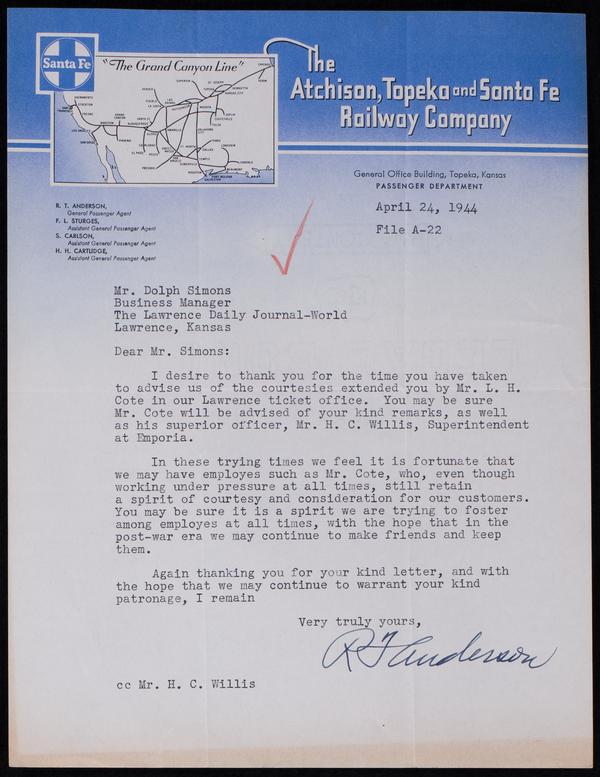 Santa Fe
"The Grand Canyon Line"
The
Atchison, Topeka and Santa Fe
Railway Company
General Office Building, Topeka, Kansas
PASSENGER DEPARTMENT
R. T. ANDERSON,
General Passenger Agent
F. L. STURGES,
Assistant General Passenger Agent
S. CARLSON,
Assistant General Passenger Agent
H. H. CARTLIDGE,
Assistant General Passenger Agent
April 24, 1944
File A-22
Mr. Dolph Simons
Business Manager
The Lawrence Daily Journal-World
Lawrence, Kansas
Dear Mr. Simons:
I desire to thank you for the time you have taken
to advise us of the courtesies extended you by Mr. L. H.
Cote in our Lawrence ticket office. You may be sure
Mr. Cote will be advised of your kind remarks, as well
as his superior officer, Mr. H. C. Willis, Superintendent
at Emporia.
In these trying times we feel it is fortunate that
we may have employes such as Mr. Cote, who, even though
working under pressure at all times, still retain
a spirit of courtesy and consideration for our customers.
You may be sure it is a spirit we are trying to foster
among employes at all times, with the hope that in the
post-war era we may continue to make friends and keep
them.
Again thanking you for your kind letter, and with
the hope that we may continue to warrant your kind
patronage, I remain
Very truly yours,
R T Anderson
cc Mr. H. C. Willis